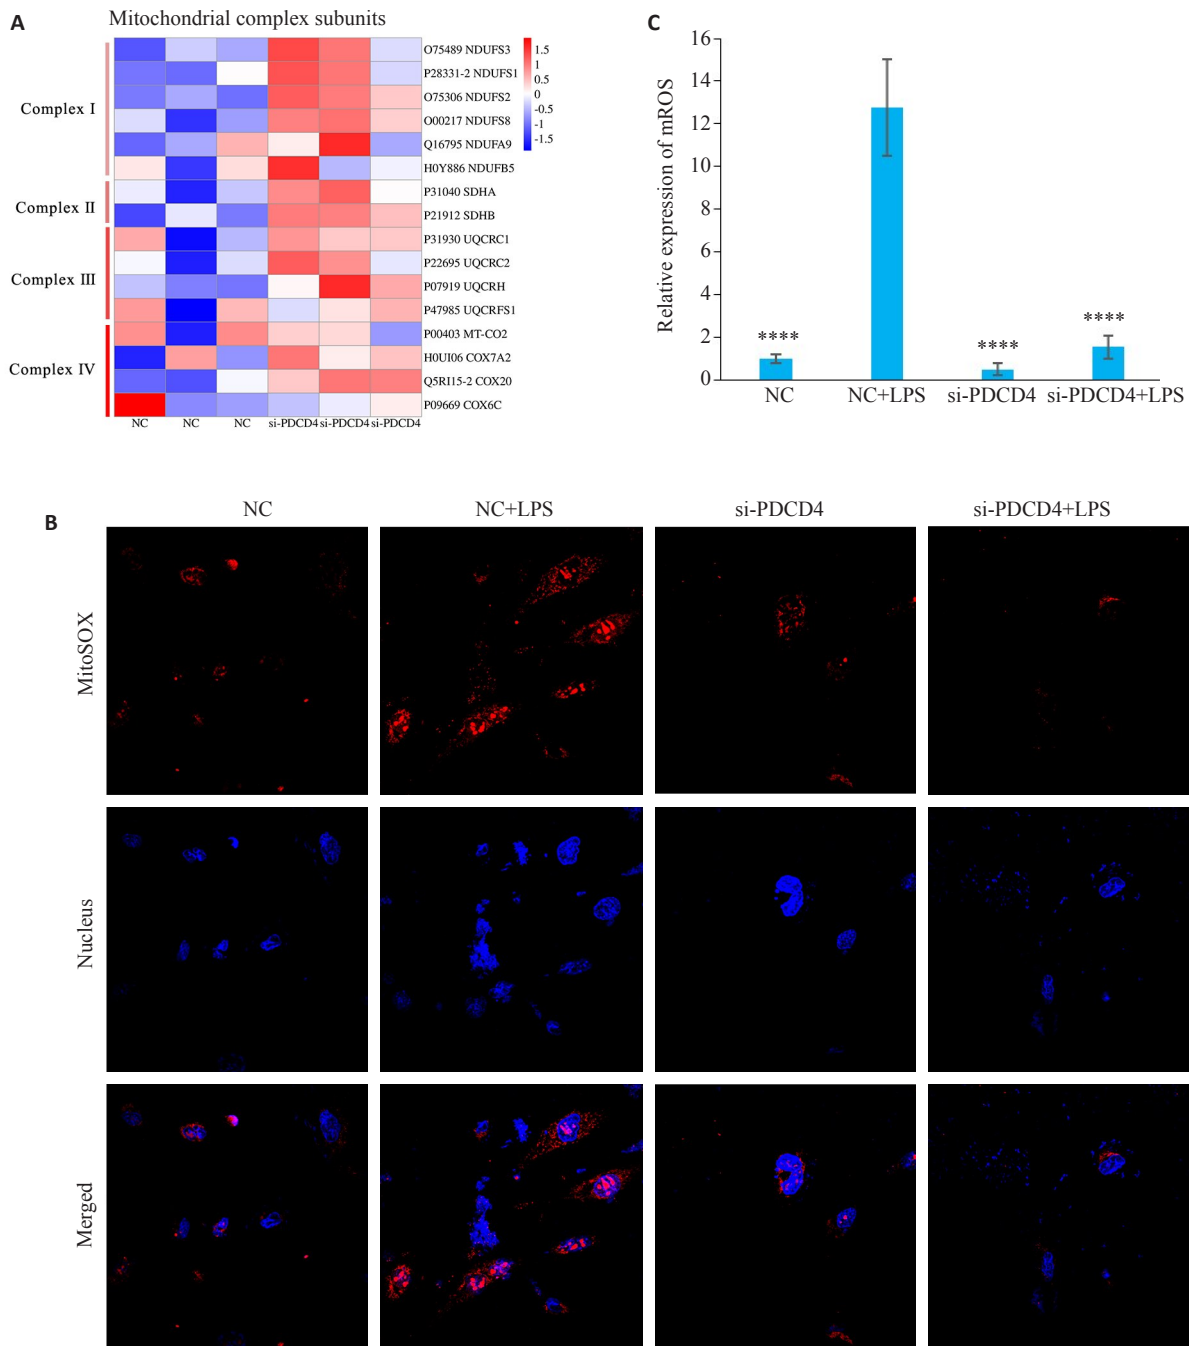 A
Mitochondrial complex subunits
Complex I
Complex II
Complex III
Complex IV
O75489 NDUFS3
P28331-2 NDUFS1
O75306 NDUFS2
O00217 NDUFS8
Q16795 NDUFA9
H0Y886 NDUFB5
P31040 SDHA
P21912 SDHB
P31930 UQCRC1
P22695 UQCRC2
P07919 UQCRH
P47985 UQCRFS1
P00403 MT-CO2
H0UI06 COX7A2
Q5RI15-2 COX20
P09669 COX6C
1.5
1
0.5
0
-0.5
-1
-1.5
NC NC NC si-PDCD4 si-PDCD4 si-PDCD4
C
Relative expression of mROS
16
14
12
10
8
6
4
2
0
****
****
****
NC NC+LPS si-PDCD4 si-PDCD4+LPS
B
NC NC+LPS si-PDCD4 si-PDCD4+LPS
MitoSOX
Nucleus
Merged